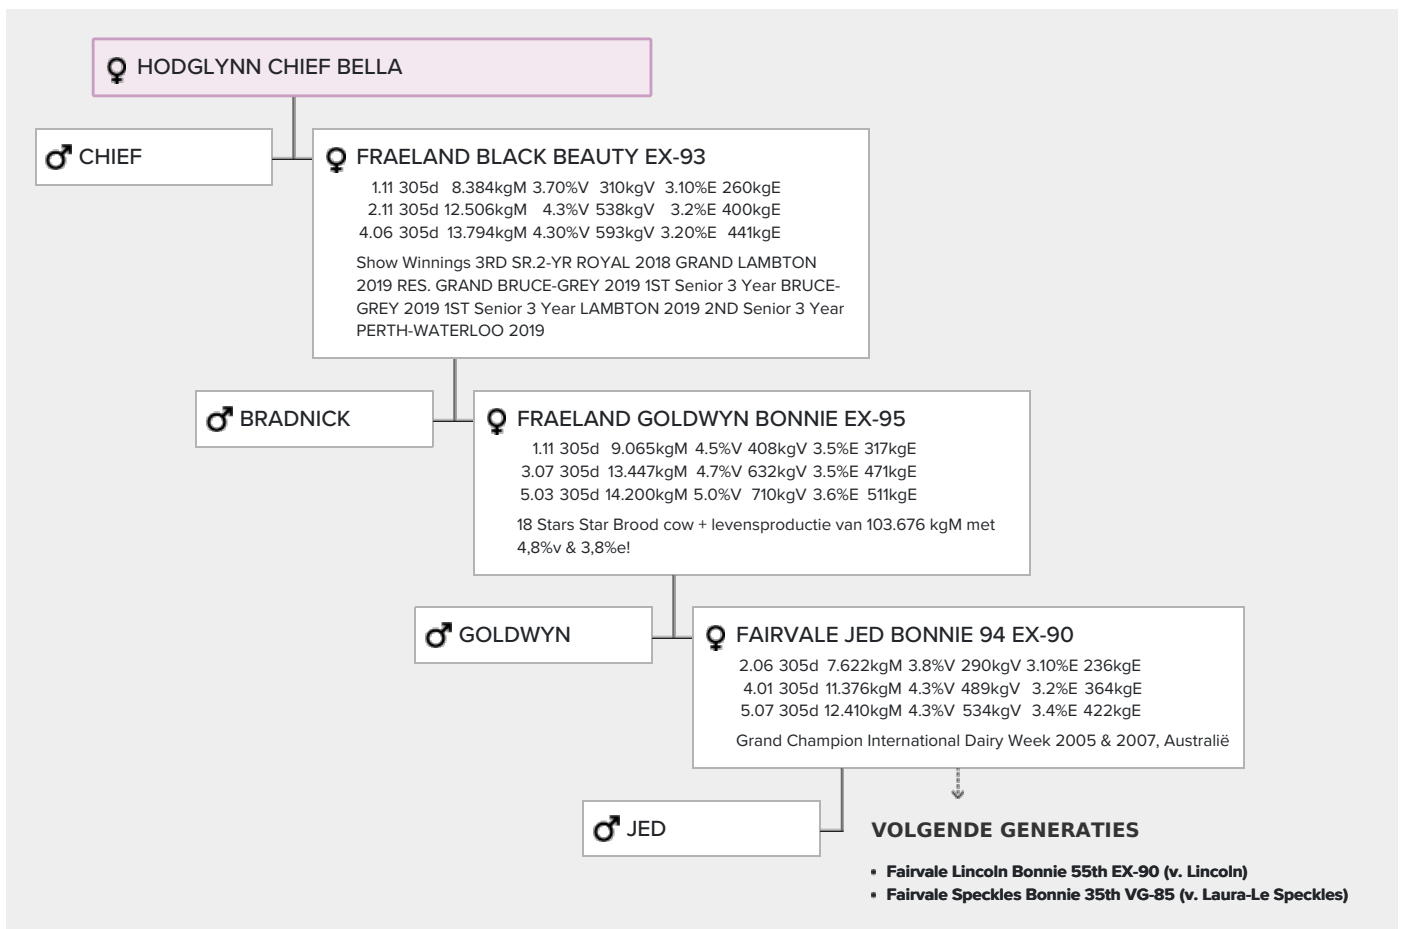 HODGLYNN CHIEF BELLA
CHIEF
FRAELAND BLACK BEAUTY EX-93
1.11 305d 8.384kgM 3.70%V 310kgV 3.10%E 260kgE
2.11 305d 12.506kgM 4.3%V 538kgV 3.2%E 400kgE
4.06 305d 13.794kgM 4.30%V 593kgV 3.20%E 441kgE
Show Winnings 3RD SR.2-YR ROYAL 2018 GRAND LAMBTON
2019 RES. GRAND BRUCE-GREY 2019 1ST Senior 3 Year BRUCE-
GREY 2019 1ST Senior 3 Year LAMBTON 2019 2ND Senior 3 Year
PERTH-WATERLOO 2019
BRADNICK
FRAELAND GOLDWYN BONNIE EX-95
1.11 305d 9.065kgM 4.5%V 408kgV 3.5%E 317kgE
3.07 305d 13.447kgM 4.7%V 632kgV 3.5%E 471kgE
5.03 305d 14.200kgM 5.0%V 710kgV 3.6%E 511kgE
18 Stars Star Brood cow + levensproductie van 103.676 kgM met
4,8%v & 3,8%e!
GOLDWYN
FAIRVALE JED BONNIE 94 EX-90
2.06 305d 7.622kgM 3.8%V 290kgV 3.10%E 236kgE
4.01 305d 11.376kgM 4.3%V 489kgV 3.2%E 364kgE
5.07 305d 12.410kgM 4.3%V 534kgV 3.4%E 422kgE
Grand Champion International Dairy Week 2005 & 2007, Australië
JED
VOLGENDE GENERATIES
• Fairvale Lincoln Bonnie 55th EX-90 (v. Lincoln)
• Fairvale Speckles Bonnie 35th VG-85 (v. Laura-Le Speckles)